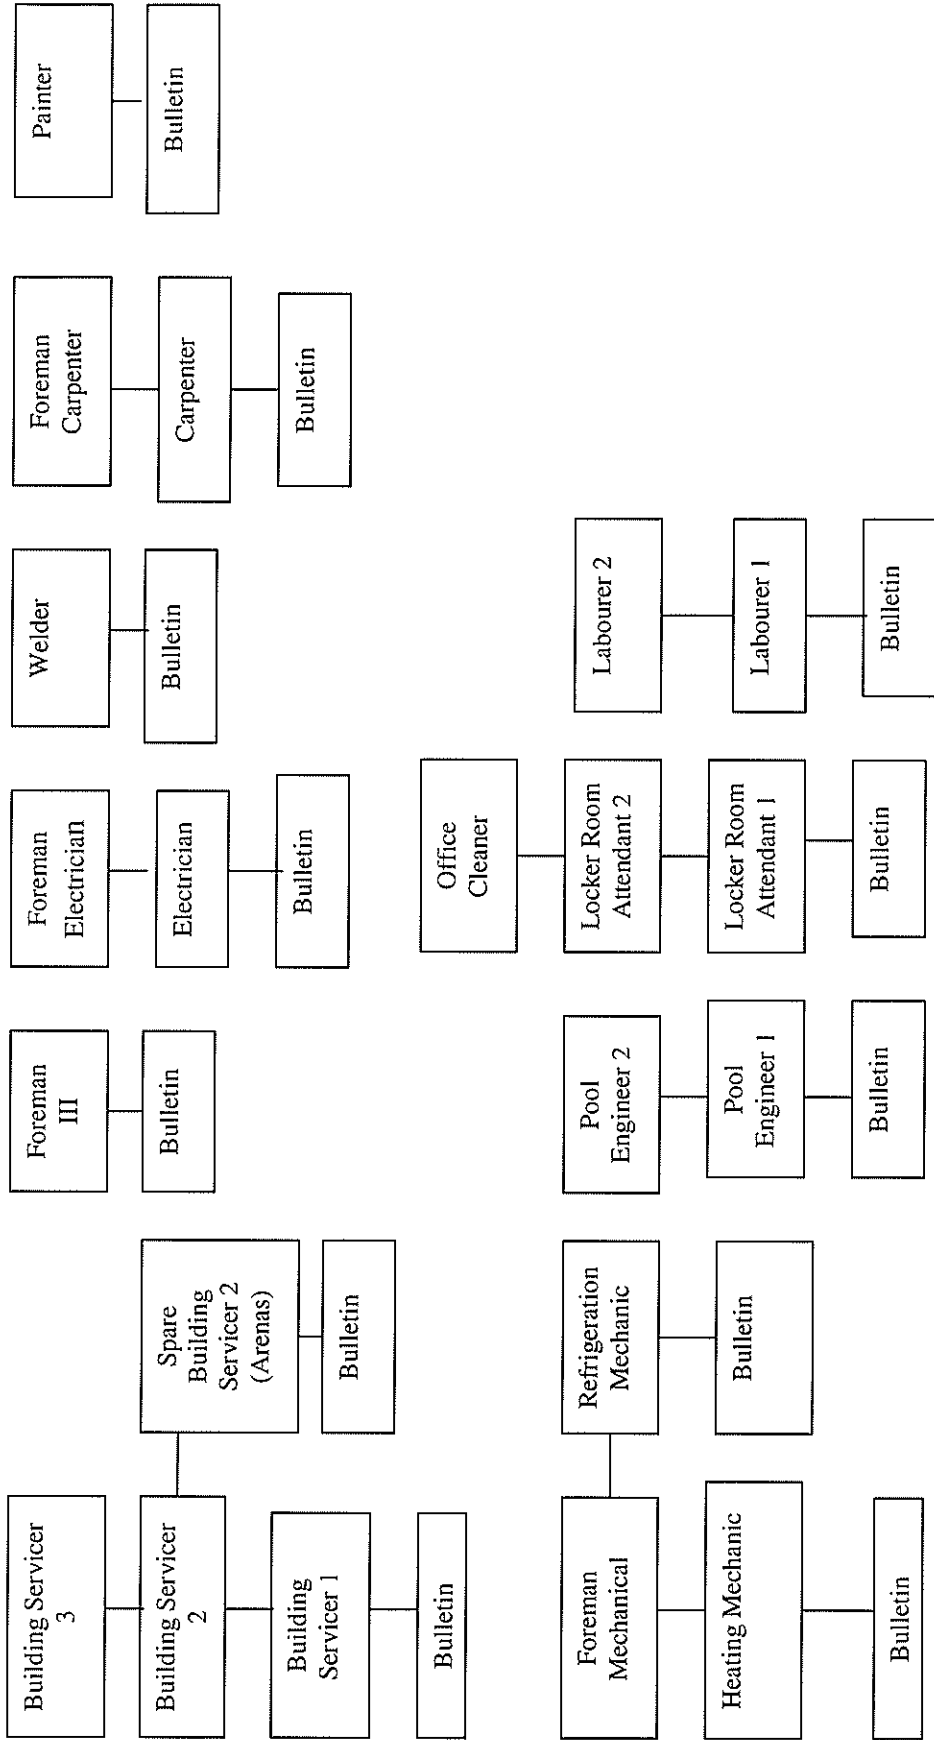 Building Servicer
3
Building Servicer
2
Building
Servicer 1
Bulletin
Spare
Building
Servicer 2
(Arenas)
Bulletin
Foreman
III
Bulletin
Foreman
Electrician
Electrician
Bulletin
Welder
Bulletin
Foreman
Carpenter
Carpenter
Bulletin
Painter
Bulletin
Foreman
Mechanical
Heating Mechanic
Bulletin
Refrigeration
Mechanic
Bulletin
Pool
Engineer 2
Pool
Engineer 1
Bulletin
Office
Cleaner
Locker Room
Attendant 2
Locker Room
Attendant 1
Bulletin
Labourer 2
Labourer 1
Bulletin